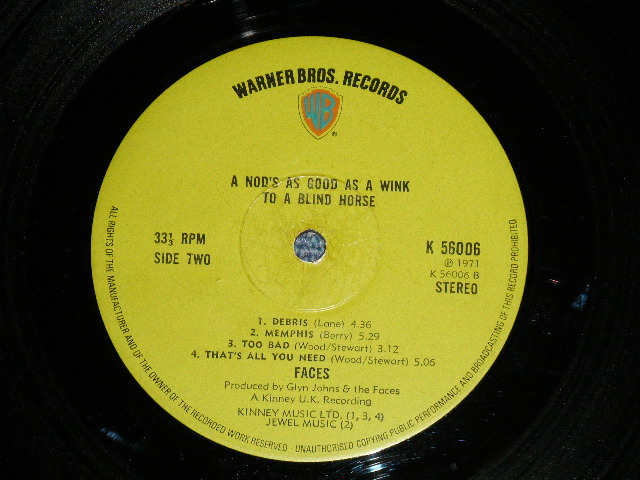 WARNER BROS. RECORDS
WB
®
A NOD'S AS GOOD AS A WINK
TO A BLIND HORSE
33⅓ RPM
SIDE TWO
K 56006
℗ 1971
K 56006 B
STEREO
1. DEBRIS (Lane) 4.36
2. MEMPHIS (Berry) 5.29
3. TOO BAD (Wood/Stewart) 3.12
4. THAT'S ALL YOU NEED (Wood/Stewart) 5.06
FACES
Produced by Glyn Johns & the Faces
A Kinney U.K. Recording
KINNEY MUSIC LTD. (1, 3, 4)
JEWEL MUSIC (2)
ALL RIGHTS OF THE MANUFACTURER AND OF THE OWNER OF THE RECORDED WORK RESERVED - UNAUTHORISED COPYING PUBLIC PERFORMANCE AND BROADCASTING OF THIS RECORD PROHIBITED